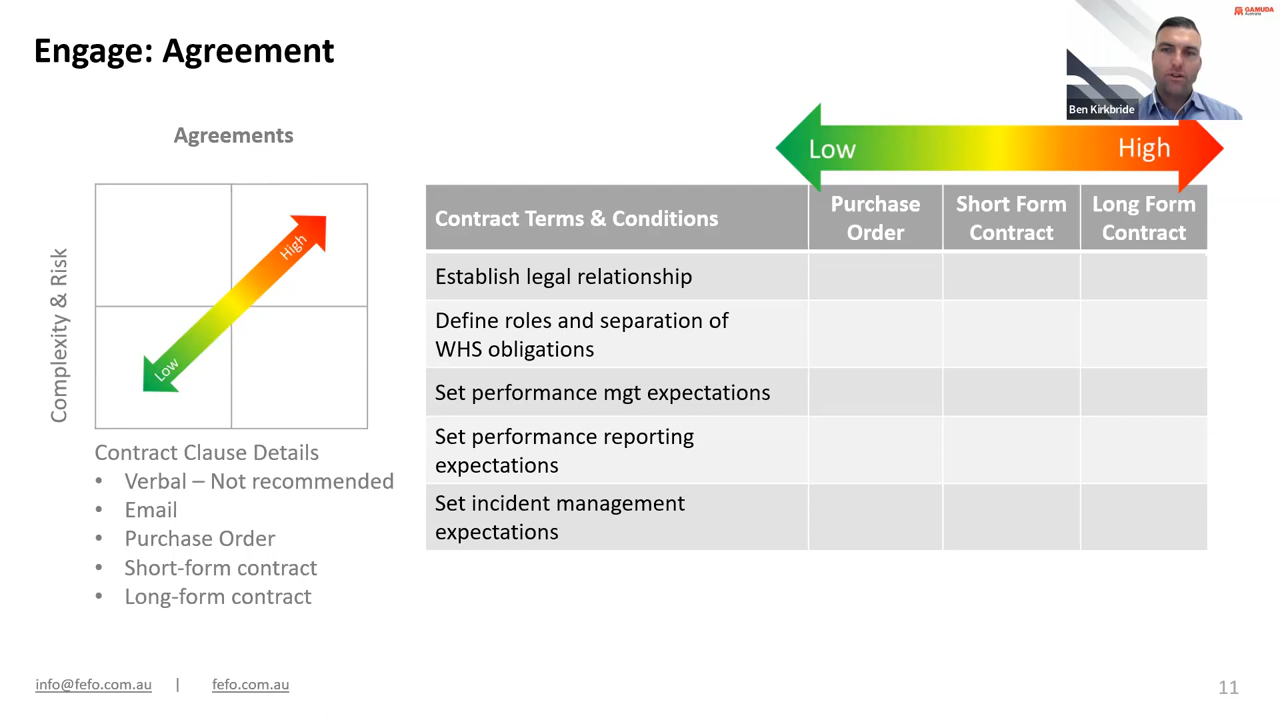 Engage: Agreement
GAMUDA
Australia
Ben Kirkbride
Agreements
Low
High
Complexity & Risk
High
Low
Contract Terms & Conditions
Purchase
Order
Short Form
Contract
Long Form
Contract
Establish legal relationship
Define roles and separation of
WHS obligations
Set performance mgt expectations
Set performance reporting
expectations
Set incident management
expectations
Contract Clause Details
• Verbal – Not recommended
• Email
• Purchase Order
• Short-form contract
• Long-form contract
info@fefo.com.au | fefo.com.au
11